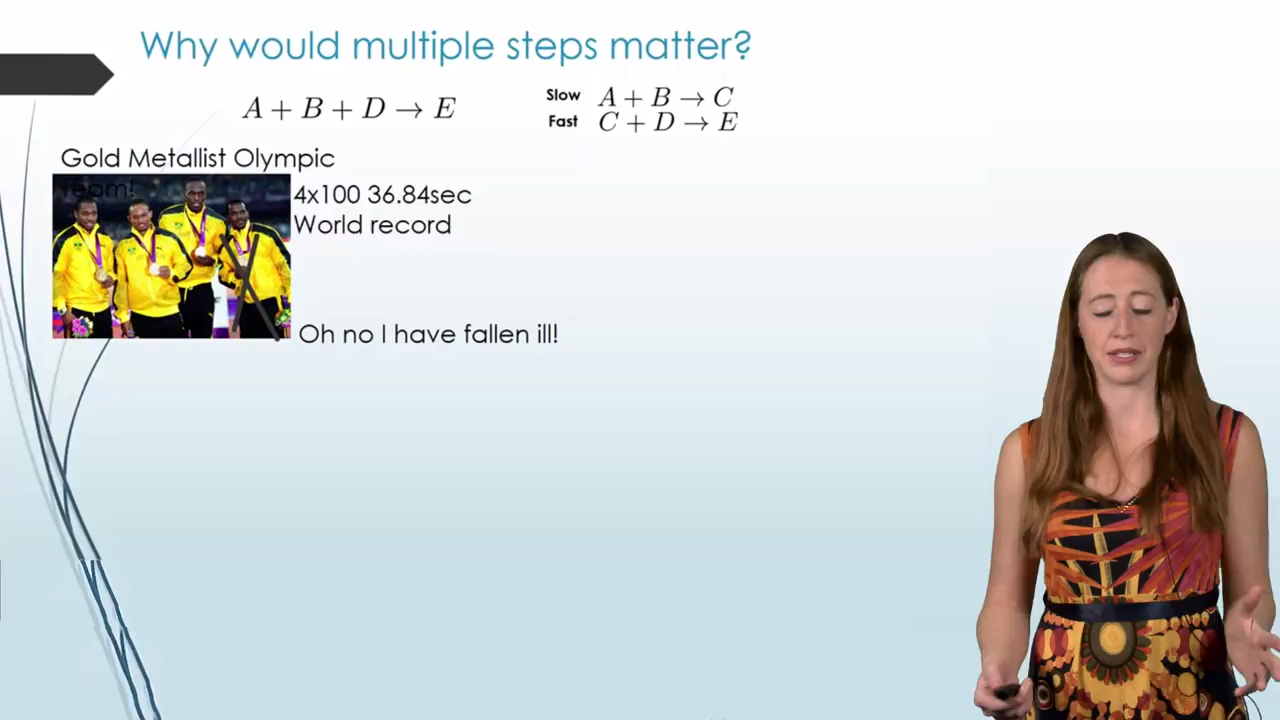 Why would multiple steps matter?
A + B + D → E
Slow A + B → C
Fast C + D → E
Gold Metallist Olympic
Team!
4x100 36.84sec
World record
Oh no I have fallen ill!